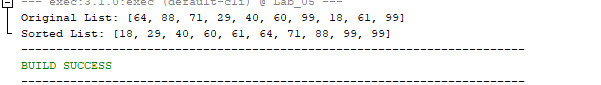 --- exec:3.1.0:exec (default-cli) @ Lab_05 ---
Original List: [64, 88, 71, 29, 40, 60, 99, 18, 61, 99]
Sorted List: [18, 29, 40, 60, 61, 64, 71, 88, 99, 99]
------------------------------------------------------------------------
BUILD SUCCESS
------------------------------------------------------------------------